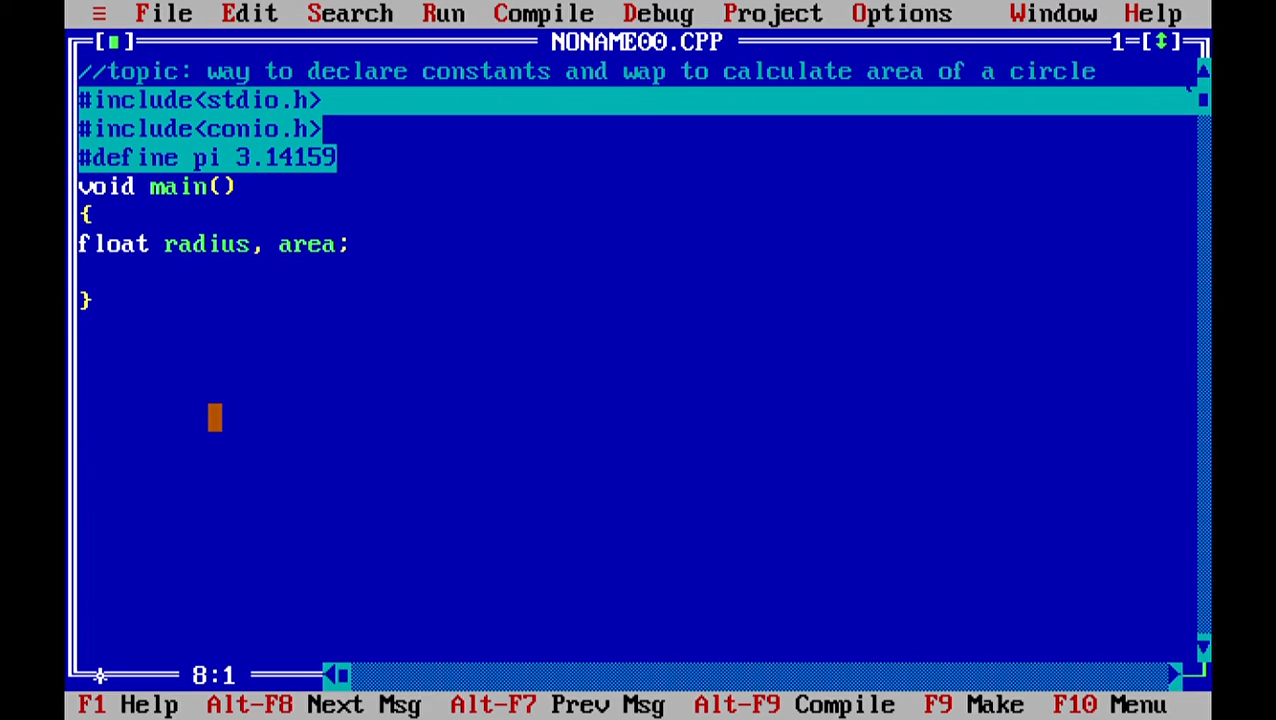 ≡ File Edit Search Run Compile Debug Project Options Window Help
[■] NONAME00.CPP 1=[↕]
//topic: way to declare constants and wap to calculate area of a circle
#include<stdio.h>
#include<conio.h>
#define pi 3.14159
void main()
{
float radius, area;
}
8:1
F1 Help Alt-F8 Next Msg Alt-F7 Prev Msg Alt-F9 Compile F9 Make F10 Menu